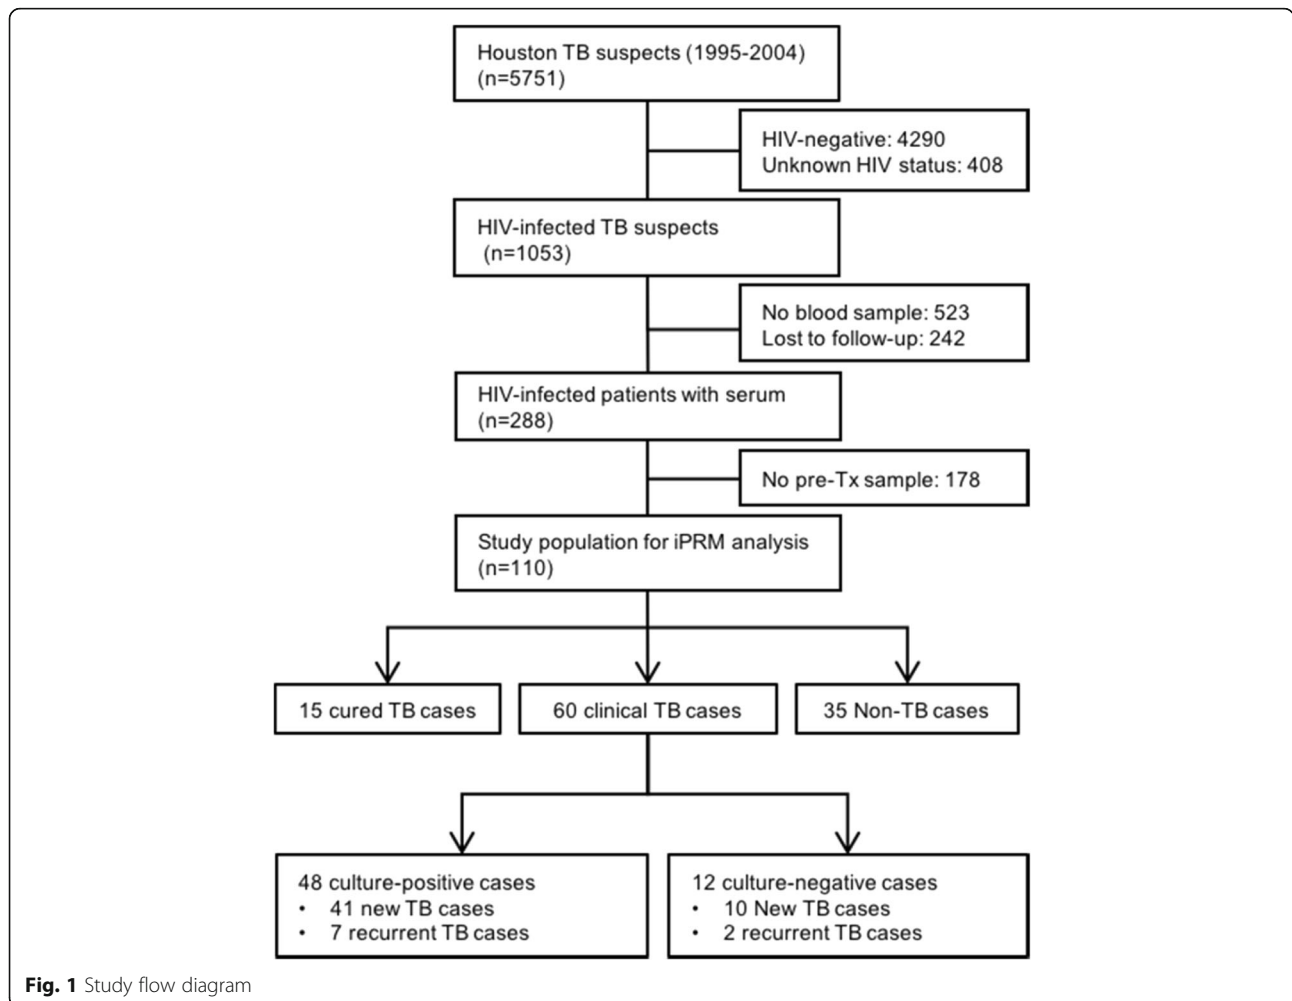 Houston TB suspects (1995-2004)
(n=5751)
HIV-negative: 4290
Unknown HIV status: 408
HIV-infected TB suspects
(n=1053)
No blood sample: 523
Lost to follow-up: 242
HIV-infected patients with serum
(n=288)
No pre-Tx sample: 178
Study population for iPRM analysis
(n=110)
15 cured TB cases
60 clinical TB cases
35 Non-TB cases
48 culture-positive cases
• 41 new TB cases
• 7 recurrent TB cases
12 culture-negative cases
• 10 New TB cases
• 2 recurrent TB cases
Fig. 1 Study flow diagram